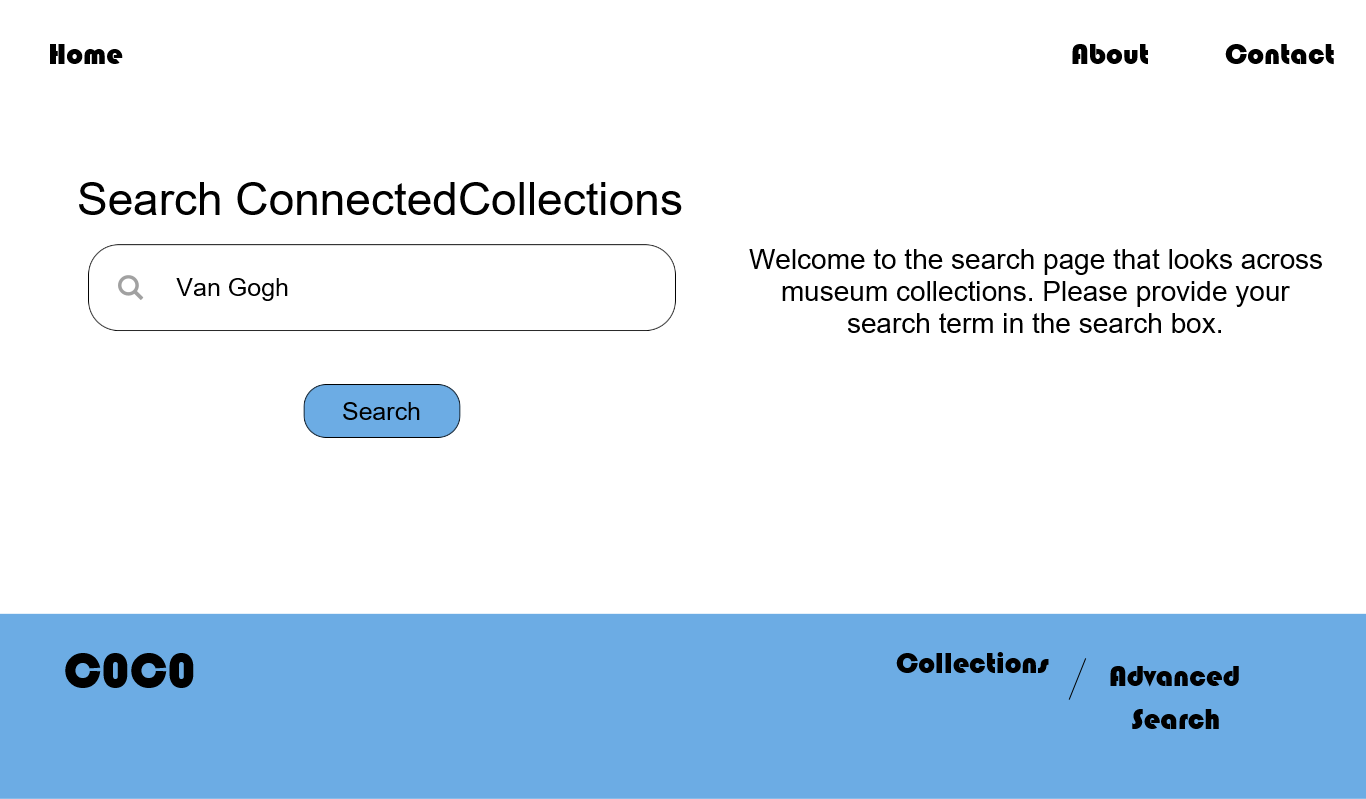 Home
About
Contact
Search ConnectedCollections
Van Gogh
Welcome to the search page that looks across
museum collections. Please provide your
search term in the search box.
Search
C0C0
Collections
Advanced
Search